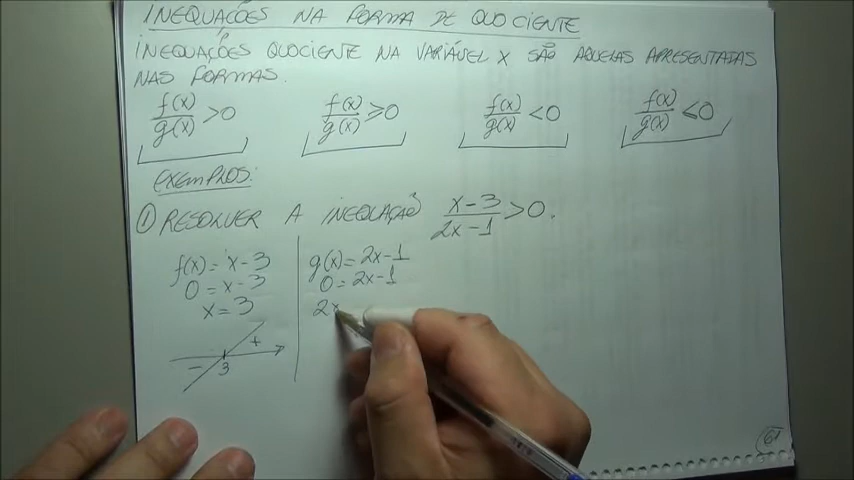 INEQUAÇÕES NA FORMA DE QUOCIENTE
INEQUAÇÕES QUOCIENTE NA VARIÁVEL X SÃO AQUELAS APRESENTAIAS
NAS FORMAS.
f(x)/g(x) > 0 f(x)/g(x) ≥ 0 f(x)/g(x) < 0 f(x)/g(x) ≤ 0
EXEMPLOS:
① RESOLVER A INEQUAÇÃO x-3/2x-1 > 0.
f(x) = x-3
0 = x-3
x = 3
- 3 +
g(x) = 2x-1
0 = 2x-1
2x
61